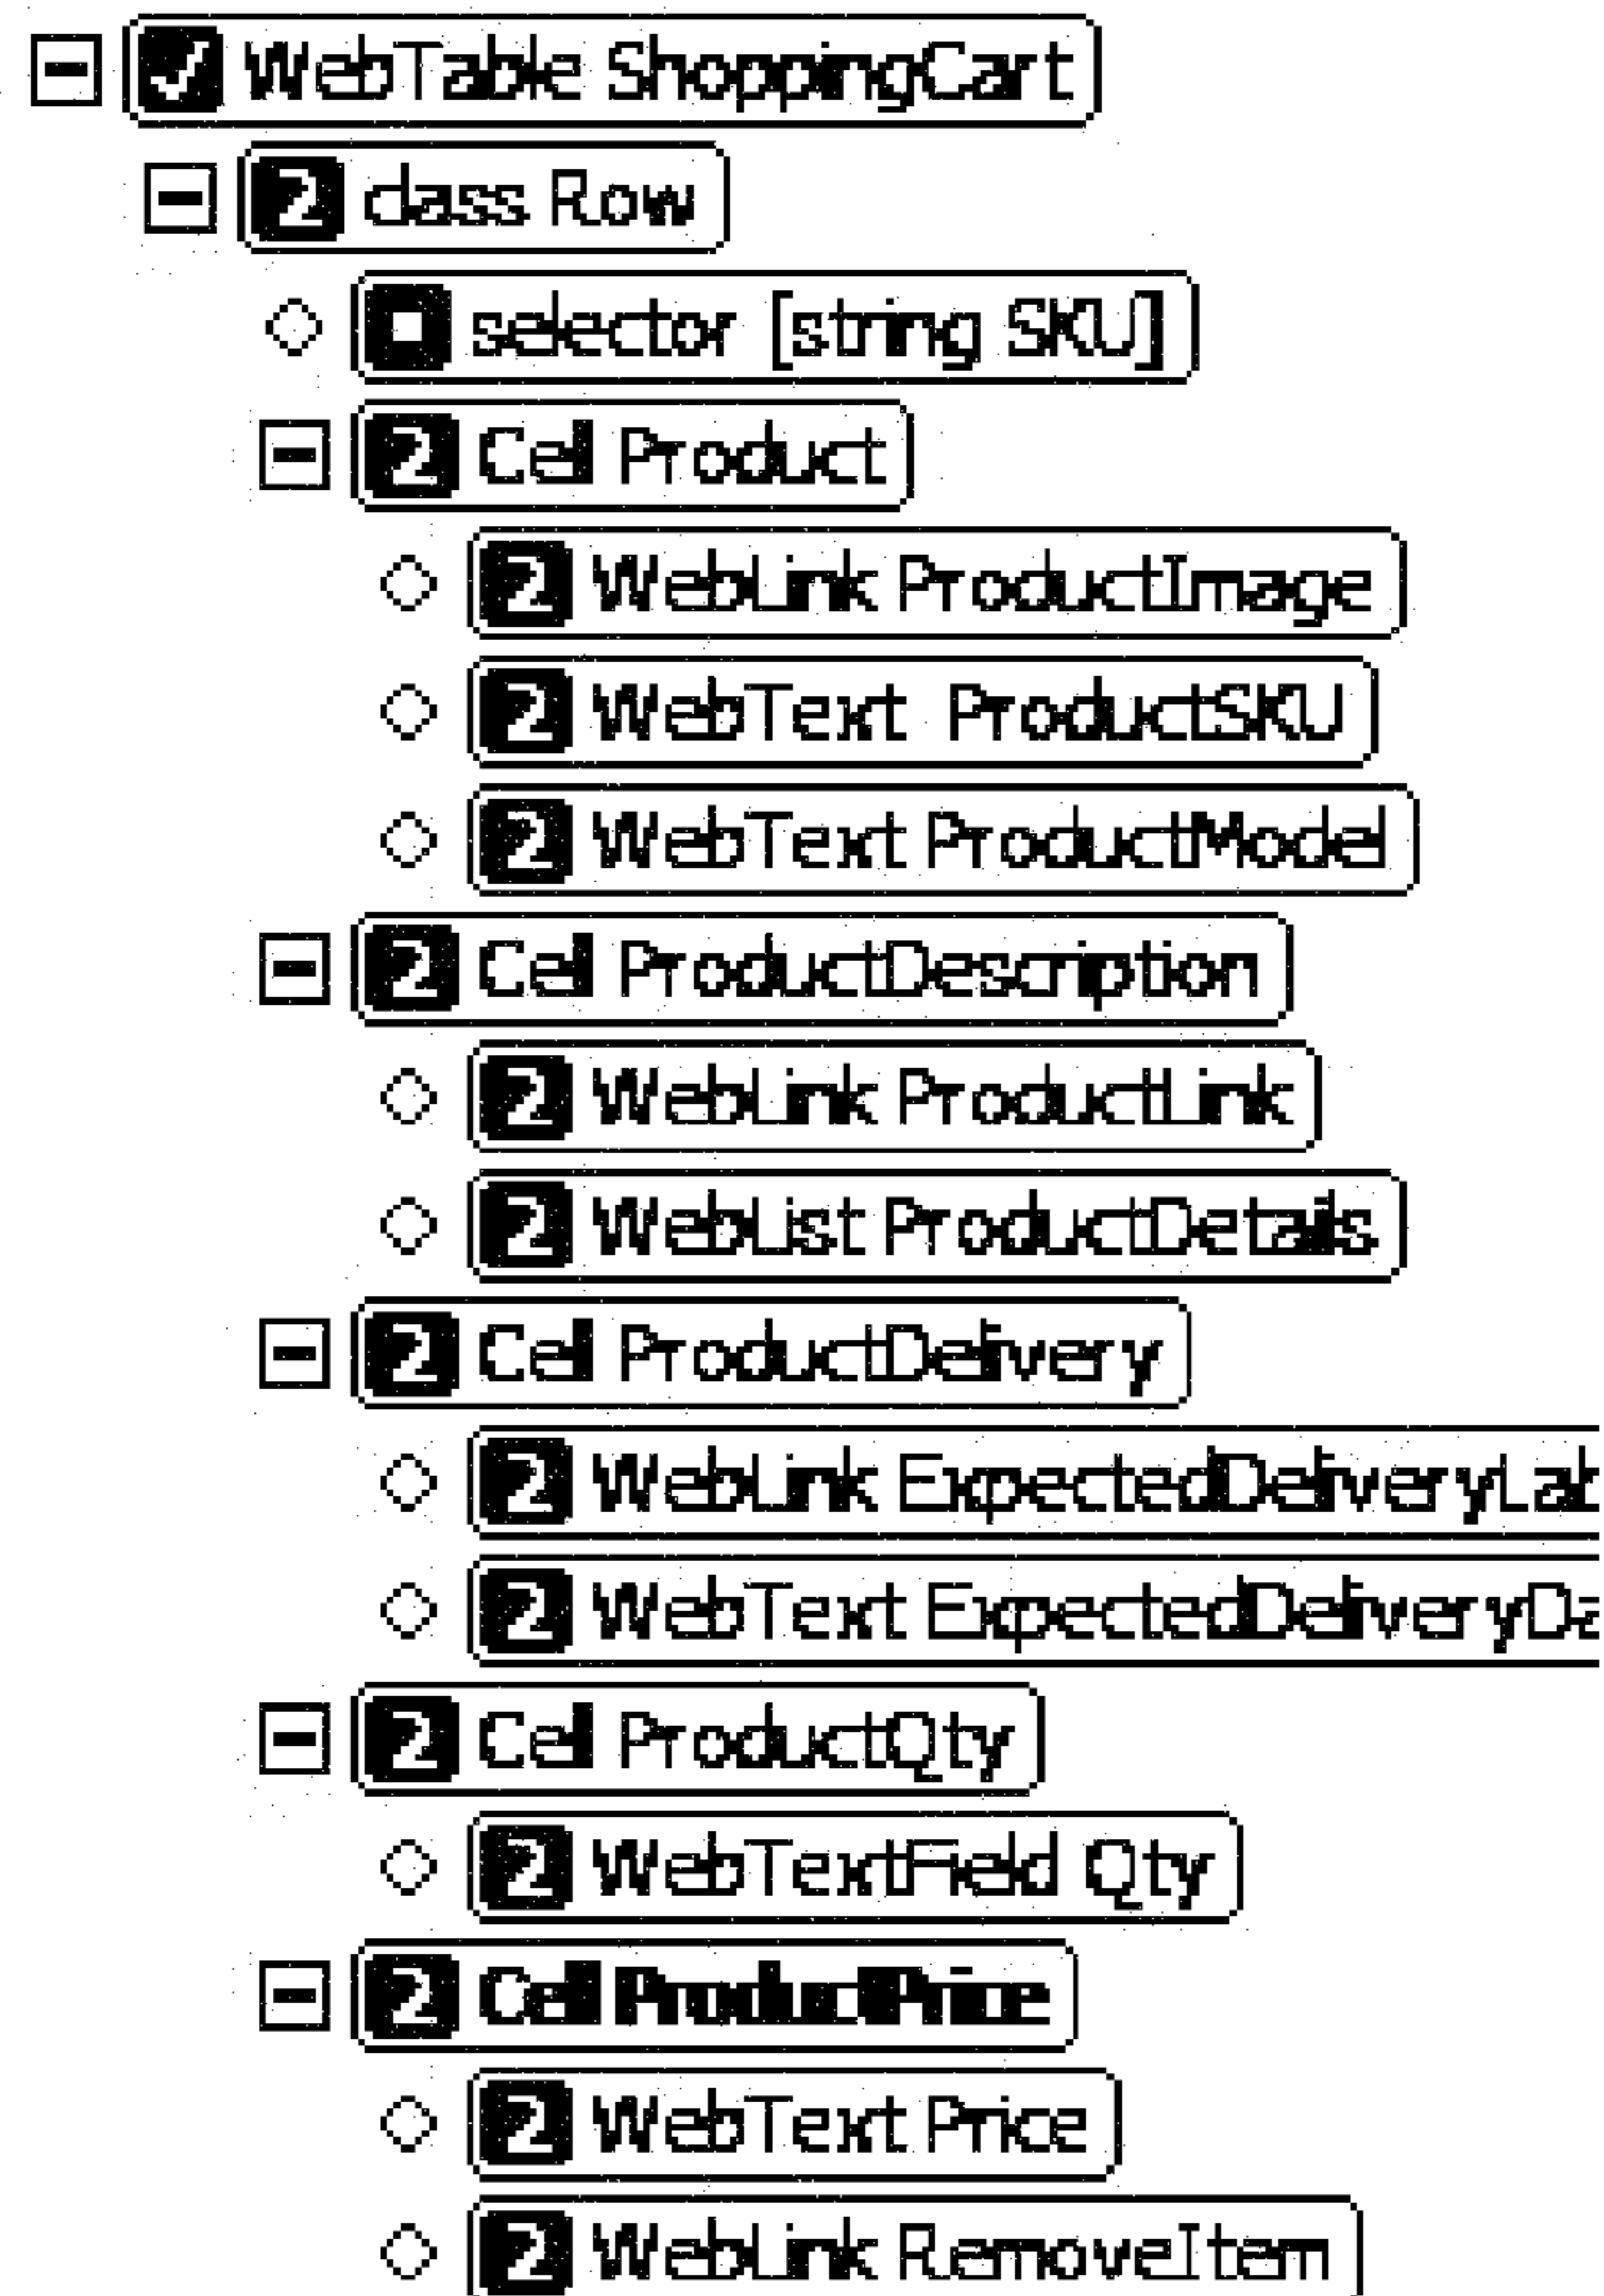 WebTable ShoppingCart
class Row
selector [string SKU]
Cell Product
WebLink ProductImage
WebText ProductSKU
WebText ProductModel
Cell ProductDescription
WebLink ProductLink
WebList ProductDetails
Cell ProductDelivery
WebLink ExpectedDeliveryLab
WebText ExpectedDeliveryDa
Cell ProductQty
WebTextField Qty
Cell ProductPrice
WebText Price
WebLink RemoveItem